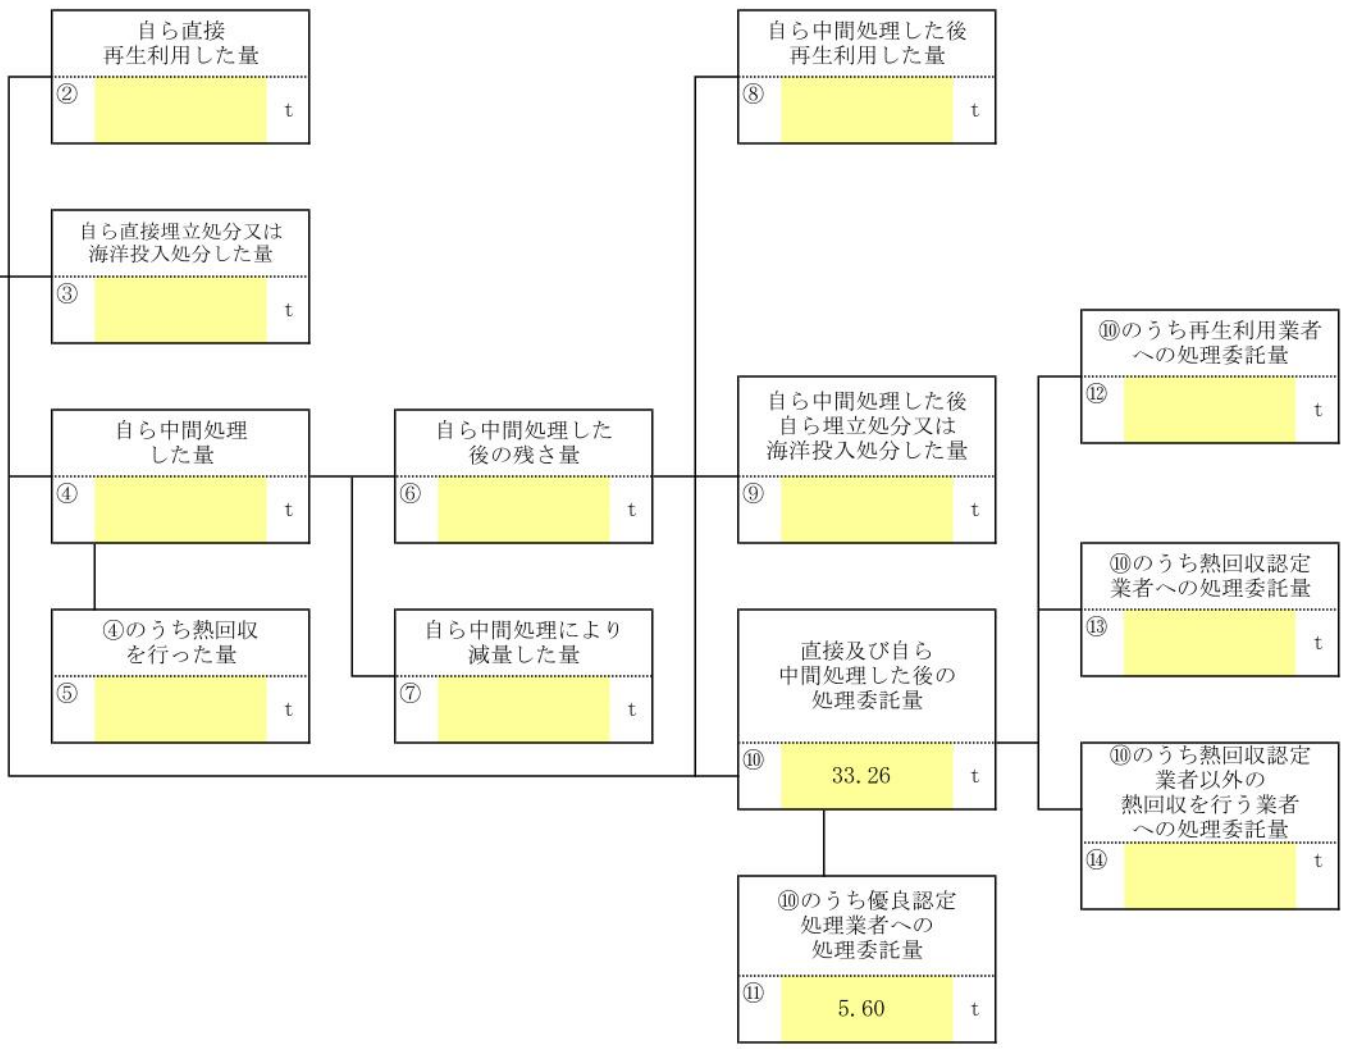 自ら直接
再生利用した量
②
t
自ら中間処理した後
再生利用した量
⑧
t
自ら直接埋立処分又は
海洋投入処分した量
③
t
⑩のうち再生利用業者
への処理委託量
⑫
t
自ら中間処理
した量
④
t
自ら中間処理した
後の残さ量
⑥
t
自ら中間処理した後
自ら埋立処分又は
海洋投入処分した量
⑨
t
⑩のうち熱回収認定
業者への処理委託量
⑬
t
④のうち熱回収
を行った量
⑤
t
自ら中間処理により
減量した量
⑦
t
直接及び自ら
中間処理した後の
処理委託量
⑩
33.26
t
⑩のうち熱回収認定
業者以外の
熱回収を行う業者
への処理委託量
⑭
t
⑩のうち優良認定
処理業者への
処理委託量
⑪
5.60
t